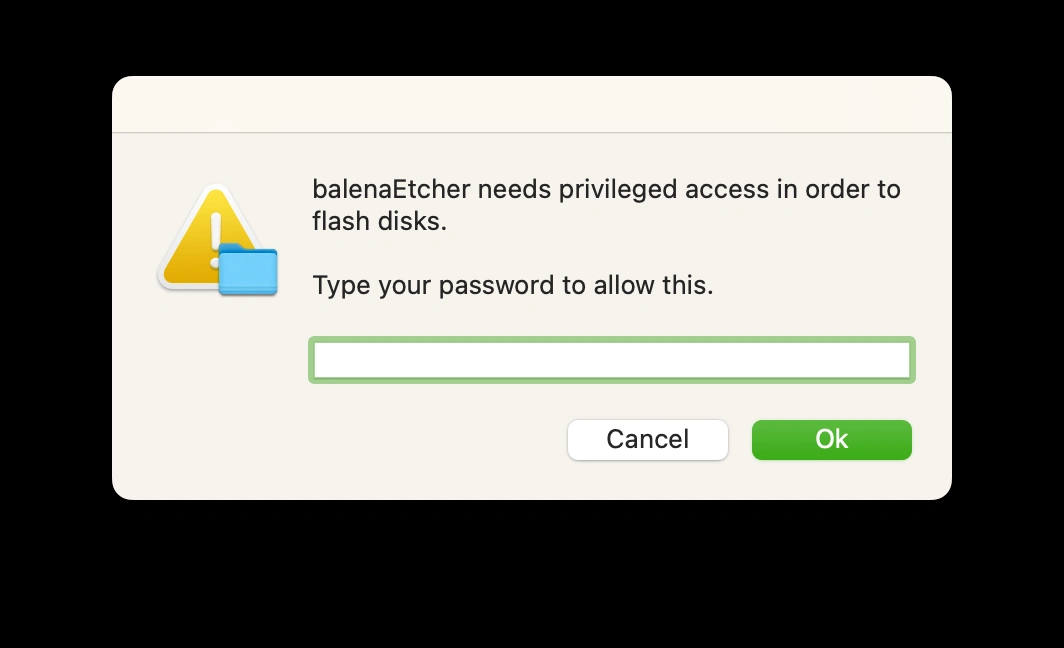 balenaEtcher needs privileged access in order to
flash disks.
Type your password to allow this.
Cancel
Ok